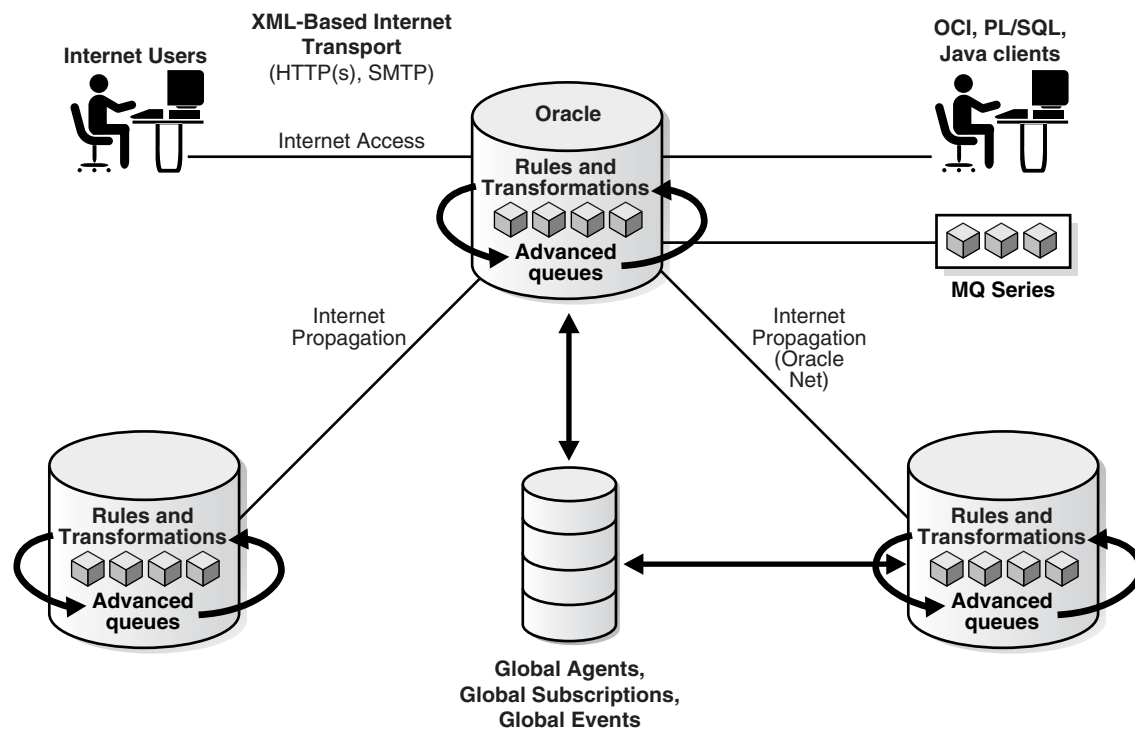 XML-Based Internet
Transport
(HTTP(s), SMTP)
Internet Users
OCI, PL/SQL,
Java clients
Oracle
Internet Access
Rules and
Transformations
Advanced
queues
MQ Series
Internet
Propagation
Internet
Propagation
(Oracle
Net)
Rules and
Transformations
Advanced
queues
Rules and
Transformations
Advanced
queues
Global Agents,
Global Subscriptions,
Global Events